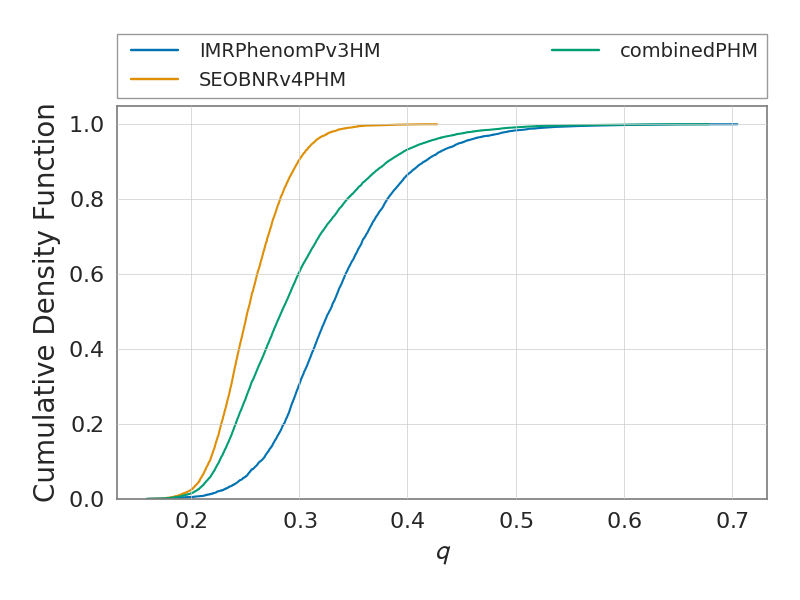 IMRPhenomPv3HM
SEOBNRv4PHM
combinedPHM
Cumulative Density Function
1.0
0.8
0.6
0.4
0.2
0.0
0.2 0.3 0.4 0.5 0.6 0.7
q